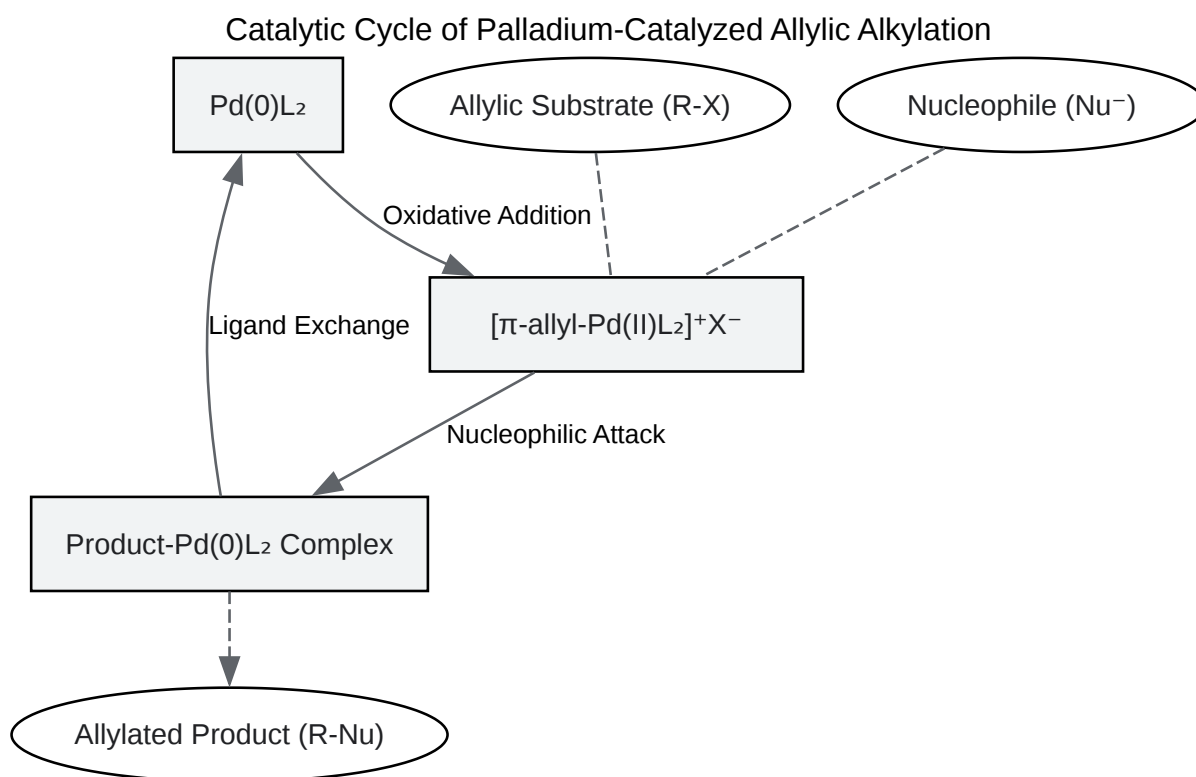 Catalytic Cycle of Palladium-Catalyzed Allylic Alkylation
Pd(0)L₂
Allylic Substrate (R-X)
Nucleophile (Nu⁻)
Oxidative Addition
Ligand Exchange
[π-allyl-Pd(II)L₂]⁺X⁻
Nucleophilic Attack
Product-Pd(0)L₂ Complex
Allylated Product (R-Nu)